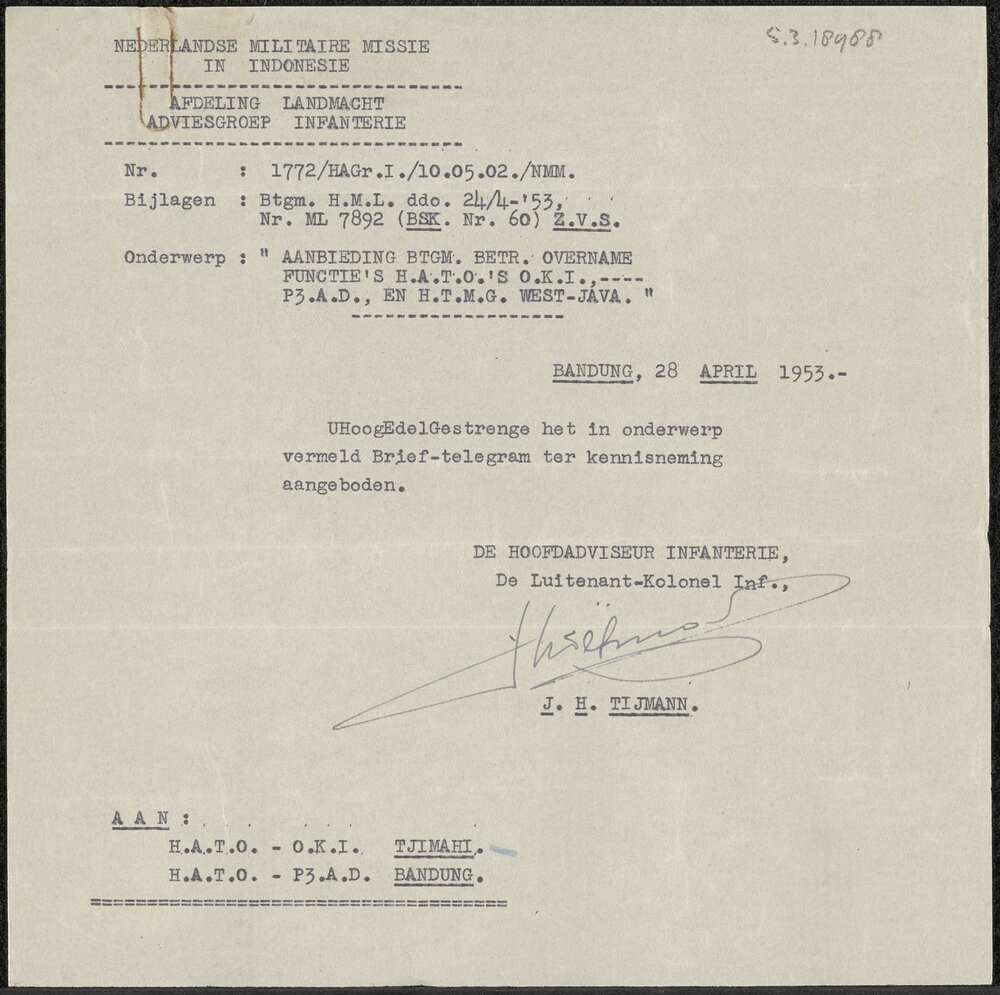 5.3.18988
NEDERLANDSE MILITAIRE MISSIE
IN INDONESIE
AFDELING LANDMACHT
ADVIESGROEP INFANTERIE
Nr. : 1772/HAGr.I./10.05.02./NMM.
Bijlagen : Btgm. H.M.L. ddo. 24/4-'53,
Nr. ML 7892 (BSK. Nr. 60) Z.V.S.
Onderwerp : " AANBIEDING BTGM. BETR. OVERNAME
FUNCTIE'S H.A.T.O.'S O.K.I.,----
P3.A.D., EN H.T.M.G. WEST-JAVA. "
BANDUNG, 28 APRIL 1953.-
UHoogEdelGestrenge het in onderwerp
vermeld Brief-telegram ter kennisneming
aangeboden.
DE HOOFDADVISEUR INFANTERIE,
De Luitenant-Kolonel Inf.,
J. H. TIJMANN.
A A N :
H.A.T.O. - O.K.I. TJIMAHI.
H.A.T.O. - P3.A.D. BANDUNG.